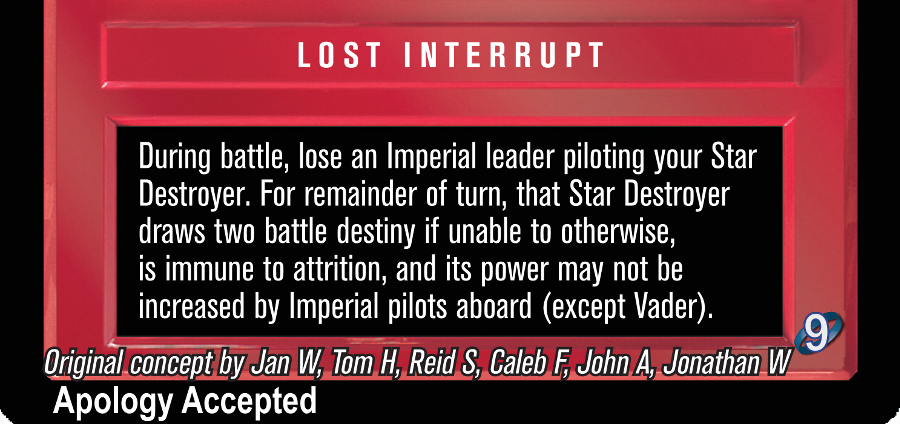 LOST INTERRUPT
During battle, lose an Imperial leader piloting your Star
Destroyer. For remainder of turn, that Star Destroyer
draws two battle destiny if unable to otherwise,
is immune to attrition, and its power may not be
increased by Imperial pilots aboard (except Vader).
9
Original concept by Jan W, Tom H, Reid S, Caleb F, John A, Jonathan W
Apology Accepted